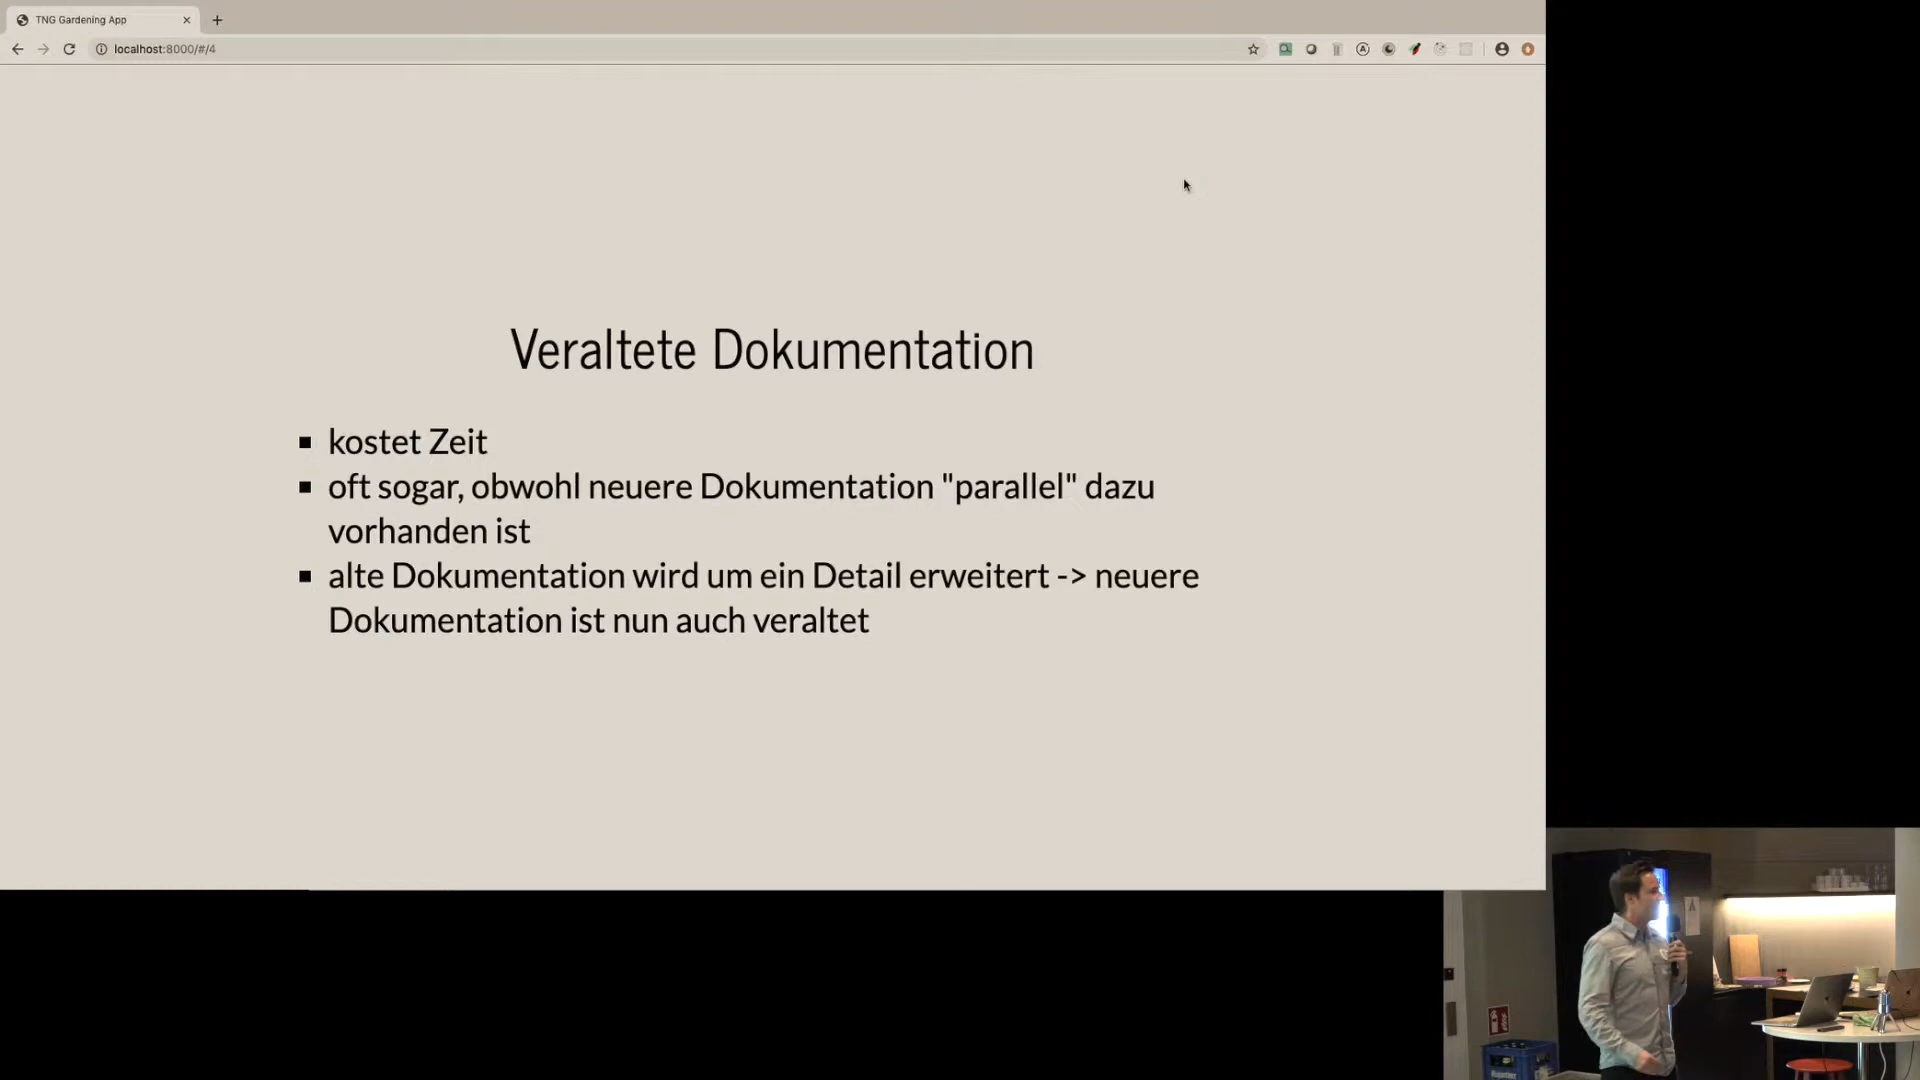 TNG Gardening App
localhost:8000/#/4
Veraltete Dokumentation
kostet Zeit
oft sogar, obwohl neuere Dokumentation "parallel" dazu
vorhanden ist
alte Dokumentation wird um ein Detail erweitert -> neuere
Dokumentation ist nun auch veraltet